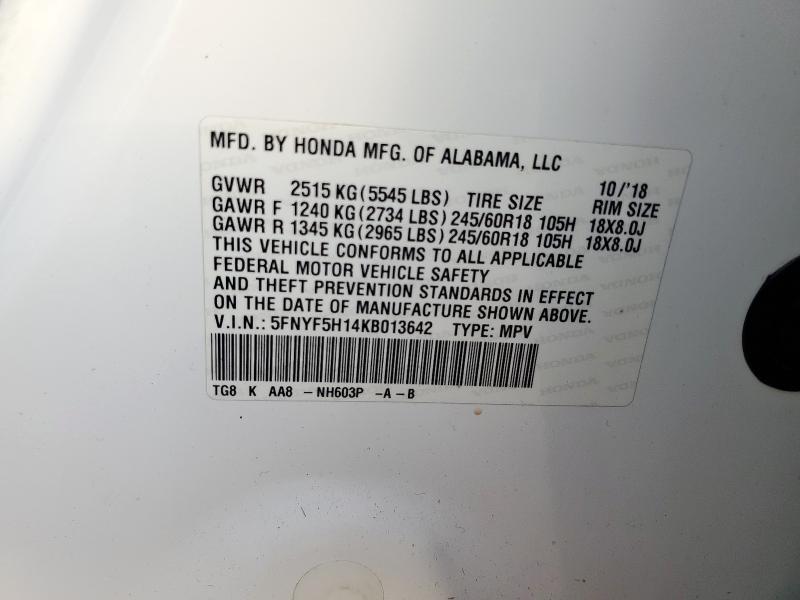 MFD. BY HONDA MFG. OF ALABAMA, LLC
10/'18
GVWR 2515 KG (5545 LBS) TIRE SIZE RIM SIZE
GAWR F 1240 KG (2734 LBS) 245/60R18 105H 18X8.0J
GAWR R 1345 KG (2965 LBS) 245/60R18 105H 18X8.0J
THIS VEHICLE CONFORMS TO ALL APPLICABLE
FEDERAL MOTOR VEHICLE SAFETY
AND THEFT PREVENTION STANDARDS IN EFFECT
ON THE DATE OF MANUFACTURE SHOWN ABOVE.
V.I.N.: 5FNYF5H14KB013642 TYPE: MPV
TG8 K AA8 -NH603P -A-B